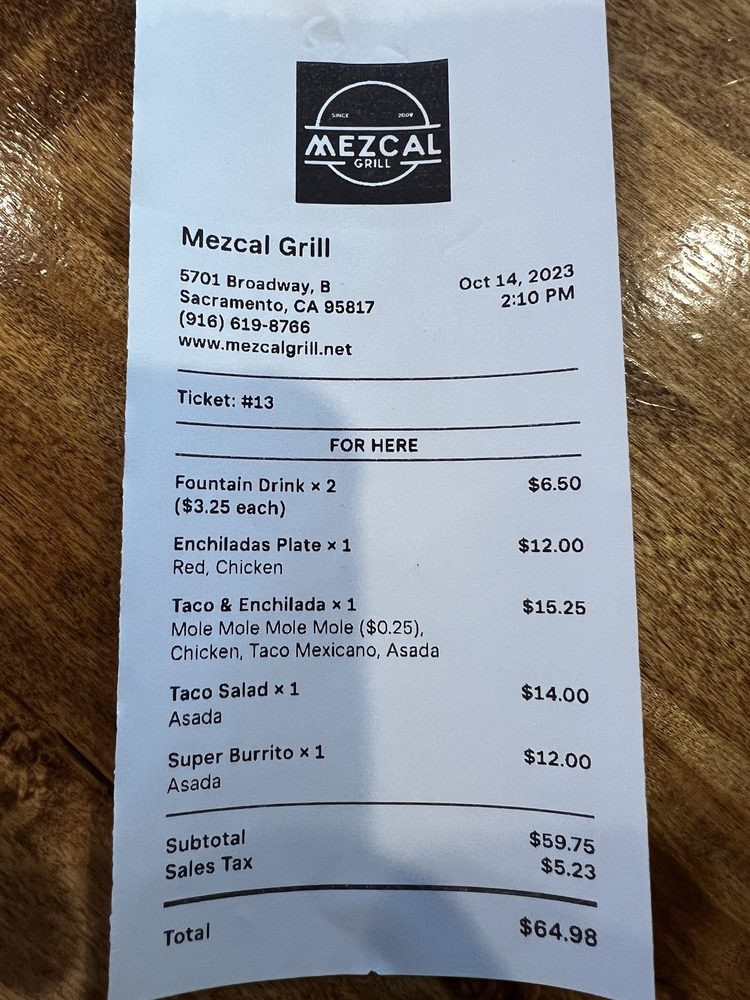 SINCE 2009
MEZCAL
GRILL
Mezcal Grill
5701 Broadway, B
Sacramento, CA 95817
(916) 619-8766
www.mezcalgrill.net
Oct 14, 2023
2:10 PM
Ticket: #13
FOR HERE
Fountain Drink × 2 $6.50
($3.25 each)
Enchiladas Plate × 1 $12.00
Red, Chicken
Taco & Enchilada × 1 $15.25
Mole Mole Mole Mole ($0.25),
Chicken, Taco Mexicano, Asada
Taco Salad × 1 $14.00
Asada
Super Burrito × 1 $12.00
Asada
Subtotal $59.75
Sales Tax $5.23
Total $64.98